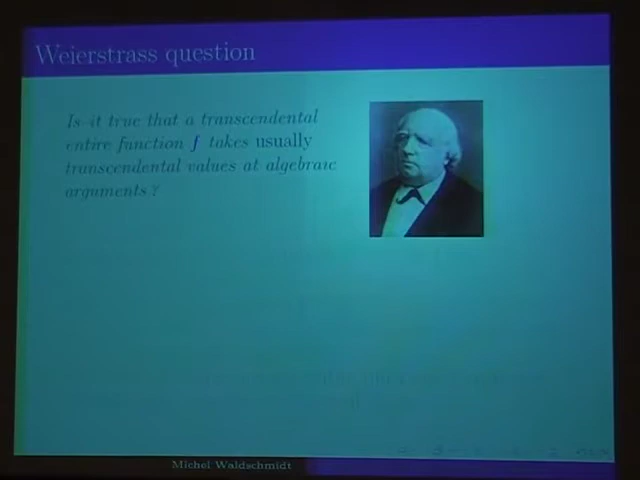 Weierstrass question
Is it true that a transcendental
entire function f takes usually
transcendental values at algebraic
arguments ?
Michel Waldschmidt